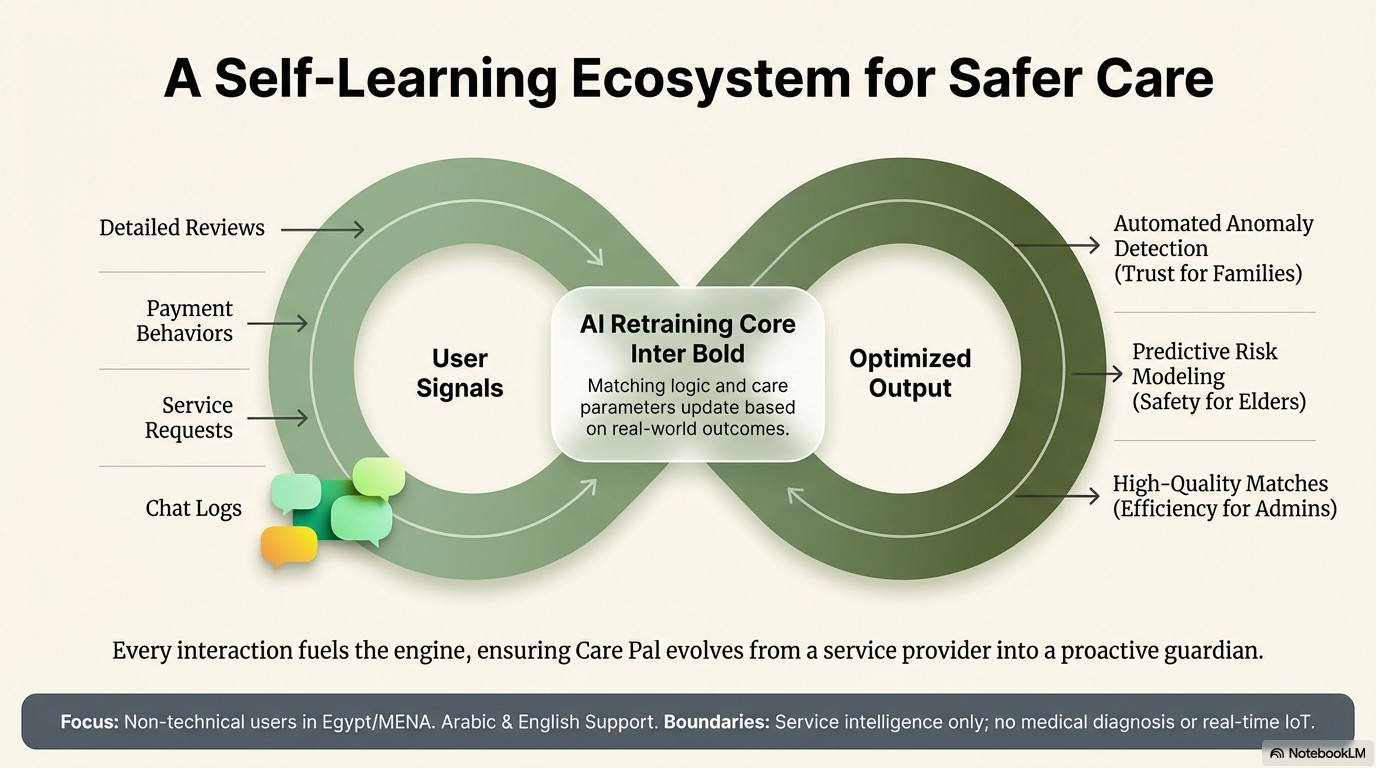 A Self-Learning Ecosystem for Safer Care
Detailed Reviews
Payment
Behaviors
Service
Requests
Chat Logs
User
Signals
AI Retraining Core
Inter Bold
Matching logic and care
parameters update based
on real-world outcomes.
Optimized
Output
Automated Anomaly
Detection
(Trust for Families)
Predictive Risk
Modeling
(Safety for Elders)
High-Quality Matches
(Efficiency for Admins)
Every interaction fuels the engine, ensuring Care Pal evolves from a service provider into a proactive guardian.
Focus: Non-technical users in Egypt/MENA. Arabic & English Support. Boundaries: Service intelligence only; no medical diagnosis or real-time IoT.
NotebookLM